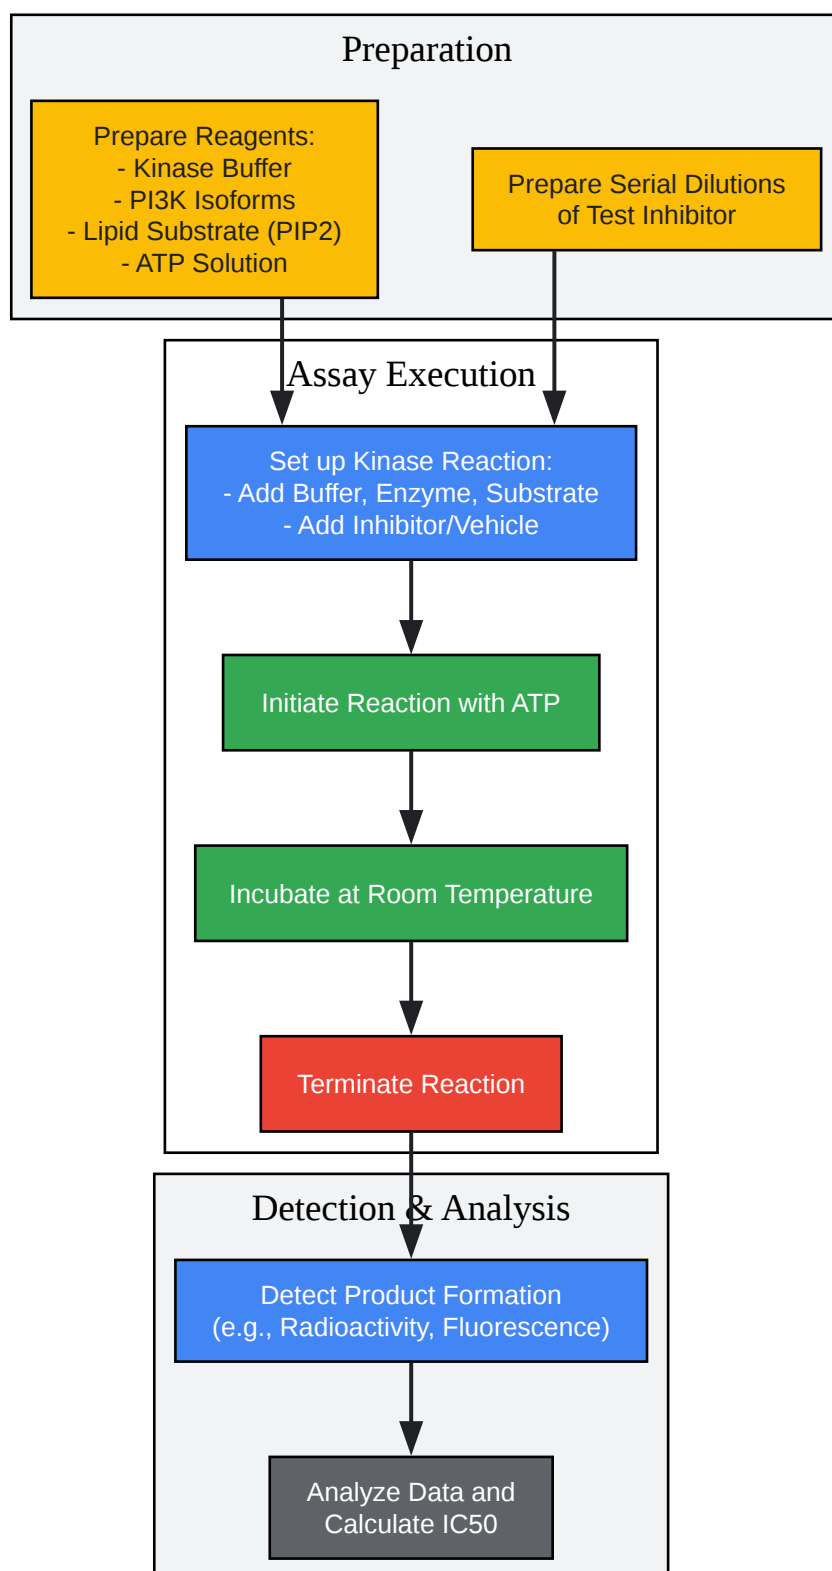 Preparation
Prepare Reagents:
- Kinase Buffer
- PI3K Isoforms
- Lipid Substrate (PIP2)
- ATP Solution
Prepare Serial Dilutions
of Test Inhibitor
Assay Execution
Set up Kinase Reaction:
- Add Buffer, Enzyme, Substrate
- Add Inhibitor/Vehicle
Initiate Reaction with ATP
Incubate at Room Temperature
Terminate Reaction
Detection & Analysis
Detect Product Formation
(e.g., Radioactivity, Fluorescence)
Analyze Data and
Calculate IC50